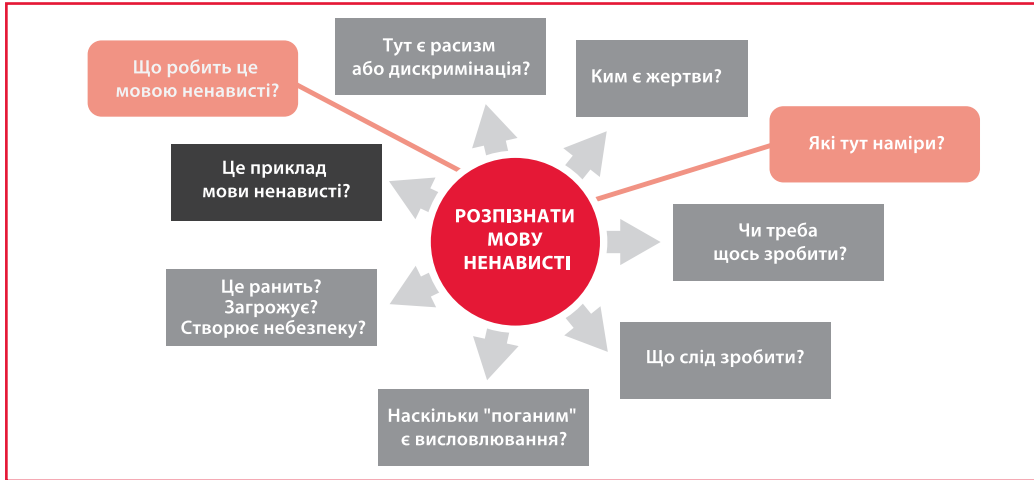 Тут є расизм
або дискримінація?
Що робить це
мовою ненависті?
Ким є жертви?
Які тут наміри?
Це приклад
мови ненависті?
РОЗПІЗНАТИ
МОВУ
НЕНАВИСТІ
Чи треба
щось зробити?
Це ранить?
Загрожує?
Створює небезпеку?
Що слід зробити?
Наскільки "поганим"
є висловлювання?